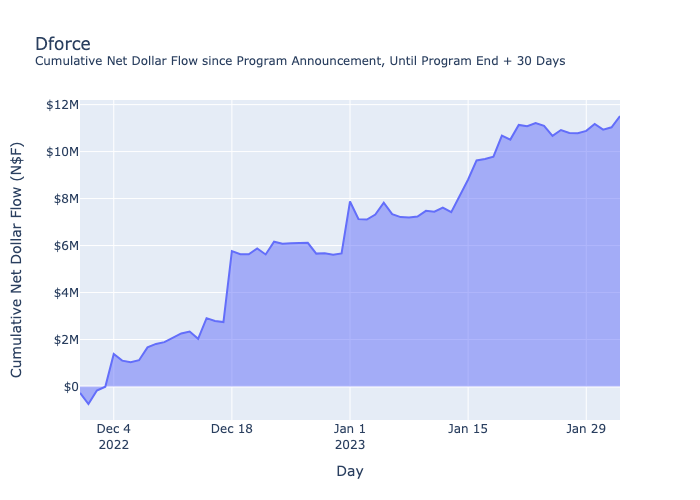 Dforce
Cumulative Net Dollar Flow since Program Announcement, Until Program End + 30 Days
Cumulative Net Dollar Flow (N$F)
$12M
$10M
$8M
$6M
$4M
$2M
$0
Dec 4
2022
Dec 18
Jan 1
2023
Jan 15
Jan 29
Day